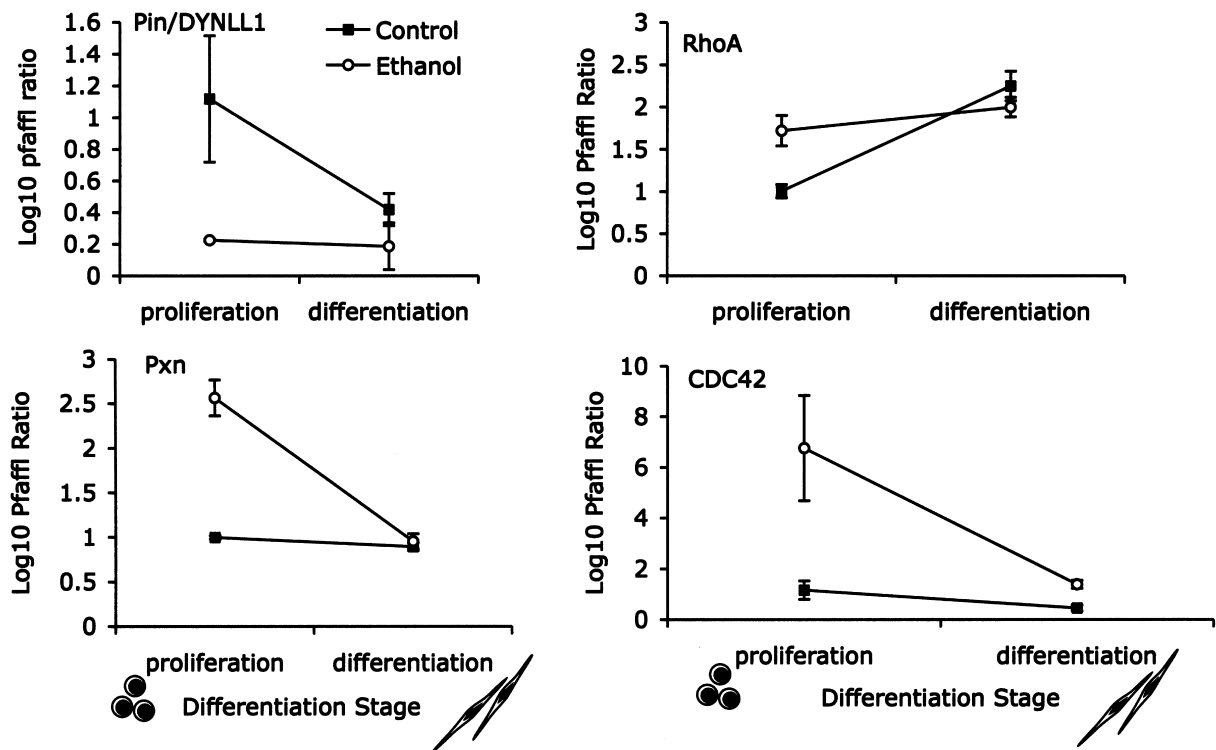 Pin/DYNLL1
Control
Ethanol
Log10 pfaffl ratio
1.6
1.4
1.2
1
0.8
0.6
0.4
0.2
0
proliferation differentiation
RhoA
Log10 Pfaffl Ratio
3
2.5
2
1.5
1
0.5
0
proliferation differentiation
Pxn
Log10 Pfaffl Ratio
3
2.5
2
1.5
1
0.5
0
proliferation differentiation
Differentiation Stage
CDC42
Log10 Pfaffl Ratio
10
8
6
4
2
0
proliferation differentiation
Differentiation Stage